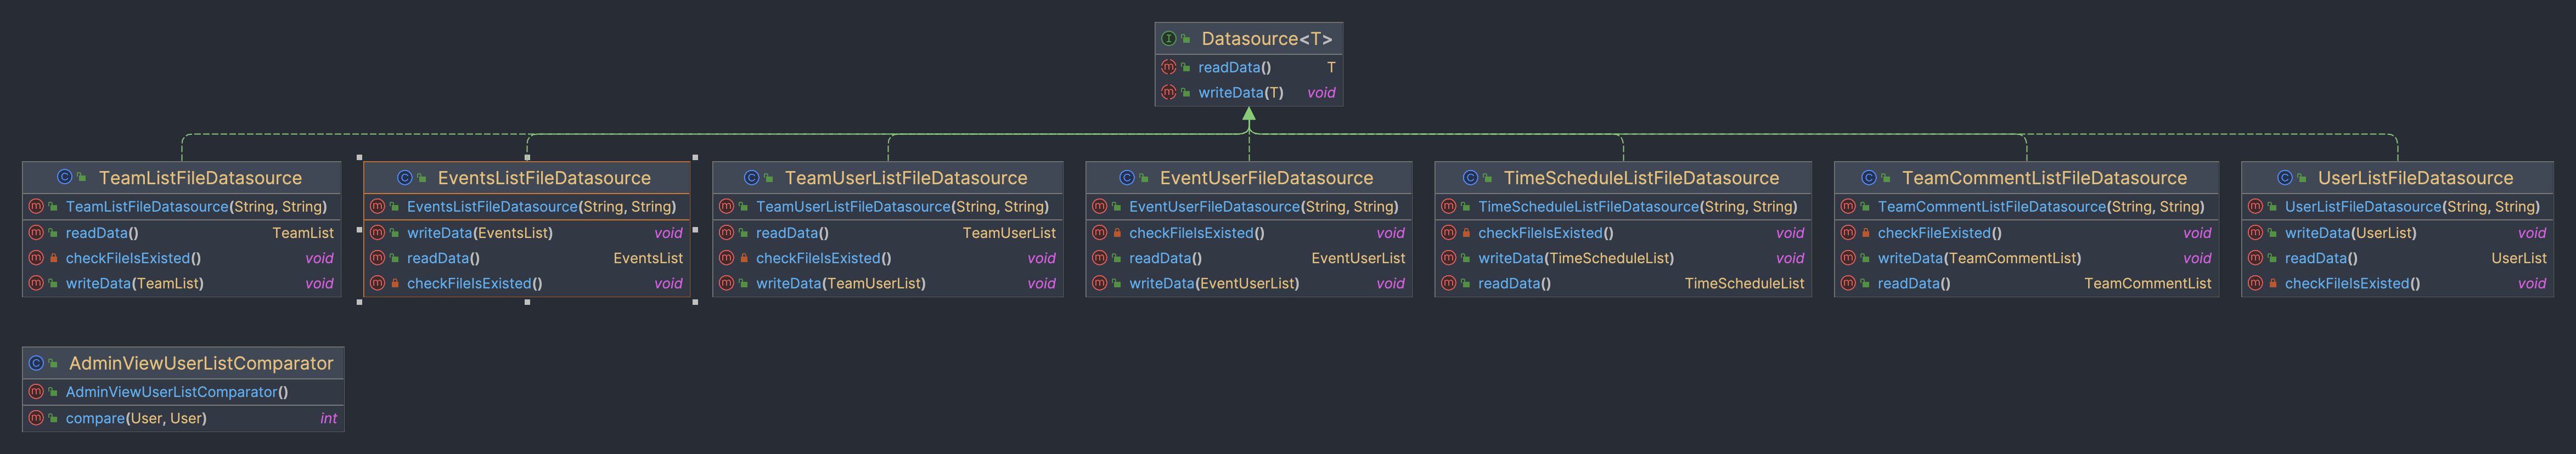 Datasource<T>
readData() T
writeData(T) void
TeamListFileDatasource
TeamListFileDatasource(String, String)
readData() TeamList
checkFileIsExisted() void
writeData(TeamList) void
EventsListFileDatasource
EventsListFileDatasource(String, String)
writeData(EventsList) void
readData() EventsList
checkFileIsExisted() void
TeamUserListFileDatasource
TeamUserListFileDatasource(String, String)
readData() TeamUserList
checkFileIsExisted() void
writeData(TeamUserList) void
EventUserFileDatasource
EventUserFileDatasource(String, String)
checkFileIsExisted() void
readData() EventUserList
writeData(EventUserList) void
TimeScheduleListFileDatasource
TimeScheduleListFileDatasource(String, String)
checkFileIsExisted() void
writeData(TimeScheduleList) void
readData() TimeScheduleList
TeamCommentListFileDatasource
TeamCommentListFileDatasource(String, String)
checkFileExisted() void
writeData(TeamCommentList) void
readData() TeamCommentList
UserListFileDatasource
UserListFileDatasource(String, String)
writeData(UserList) void
readData() UserList
checkFileIsExisted() void
AdminViewUserListComparator
AdminViewUserListComparator()
compare(User, User) int